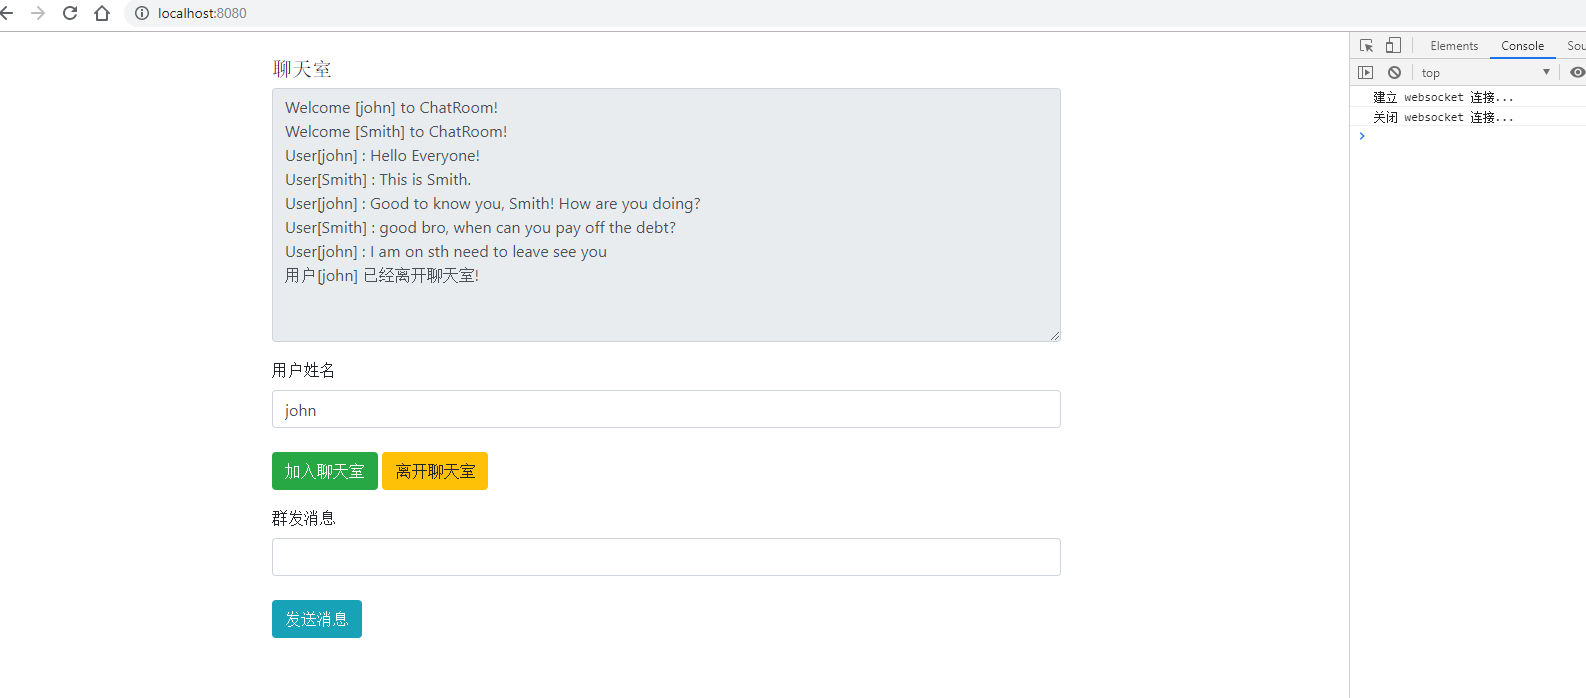 localhost:8080
聊天室
Welcome [john] to ChatRoom!
Welcome [Smith] to ChatRoom!
User[john] : Hello Everyone!
User[Smith] : This is Smith.
User[john] : Good to know you, Smith! How are you doing?
User[Smith] : good bro, when can you pay off the debt?
User[john] : I am on sth need to leave see you
用户[john] 已经离开聊天室!
用户姓名
john
加入聊天室 离开聊天室
群发消息
发送消息
Elements Console Sou
top
建立 websocket 连接...
关闭 websocket 连接...